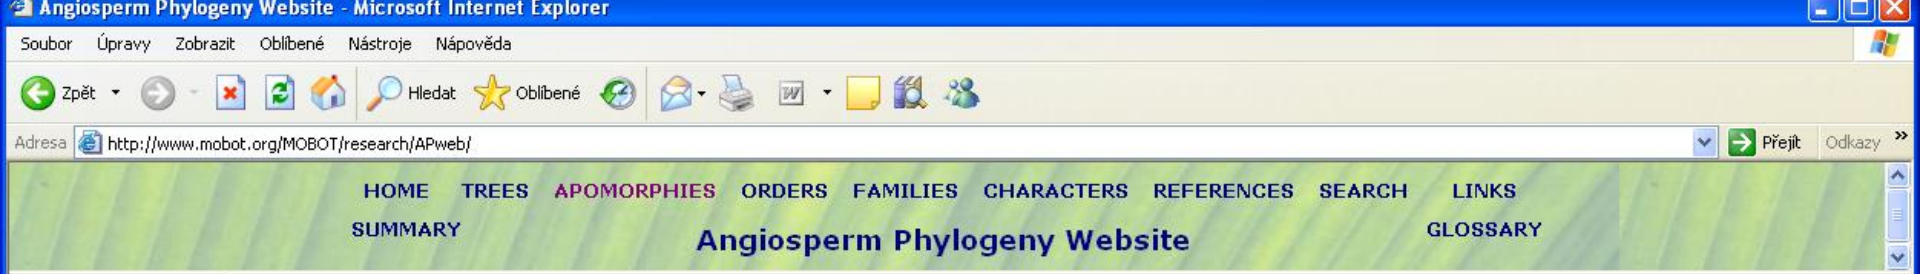 Angiosperm Phylogeny Website - Microsoft Internet Explorer
Soubor Úpravy Zobrazit Oblíbené Nástroje Nápověda
Zpět Hledat Oblíbené
Adresa http://www.mobot.org/MOBOT/research/APweb/ Přejít Odkazy »
HOME TREES APOMORPHIES ORDERS FAMILIES CHARACTERS REFERENCES SEARCH LINKS
SUMMARY GLOSSARY
Angiosperm Phylogeny Website